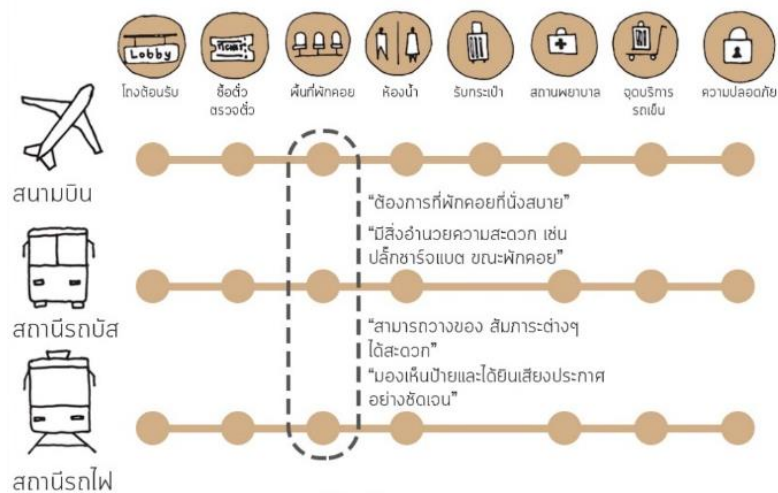 Lobby
TICKET
โถงต้อนรับ
ซื้อตั๋ว
ตรวจตั๋ว
พื้นที่พักคอย
ห้องน้ำ
รับกระเป๋า
สถานพยาบาล
จุดบริการ
รถเข็น
ความปลอดภัย
สนามบิน
“ต้องการที่พักคอยที่นั่งสบาย”
“มีสิ่งอำนวยความสะดวก เช่น
ปลั๊กชาร์จแบต ขณะพักคอย”
สถานีรถบัส
“สามารถวางของ สัมภาระต่างๆ
ได้สะดวก”
“มองเห็นป้ายและได้ยินเสียงประกาศ
อย่างชัดเจน”
สถานีรถไฟ